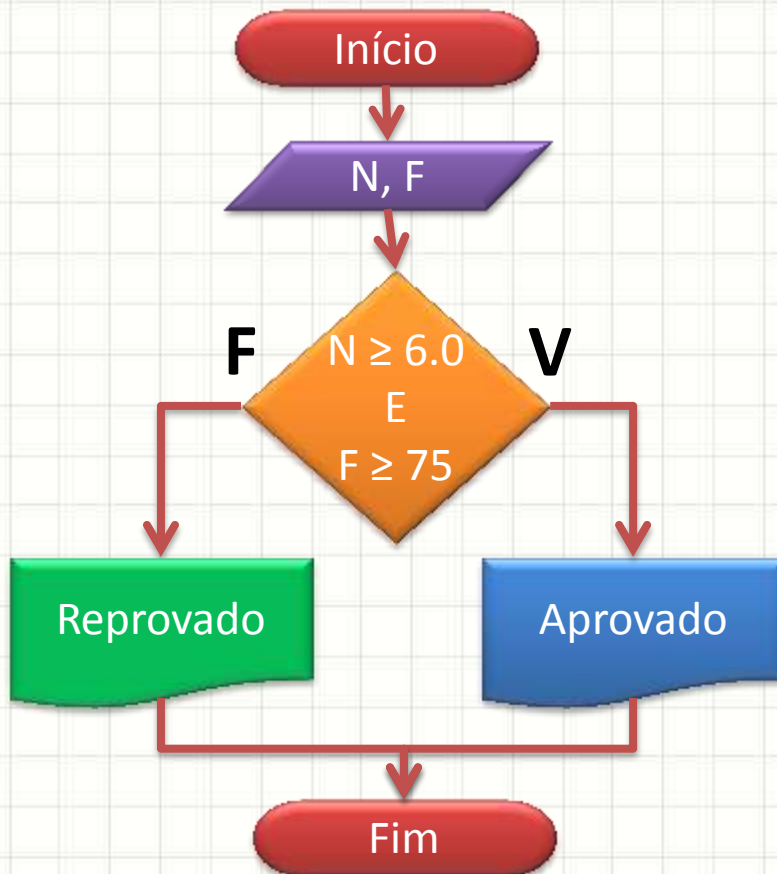 Início
N, F
F
N ≥ 6.0
V
E
F ≥ 75
Reprovado
Aprovado
Fim